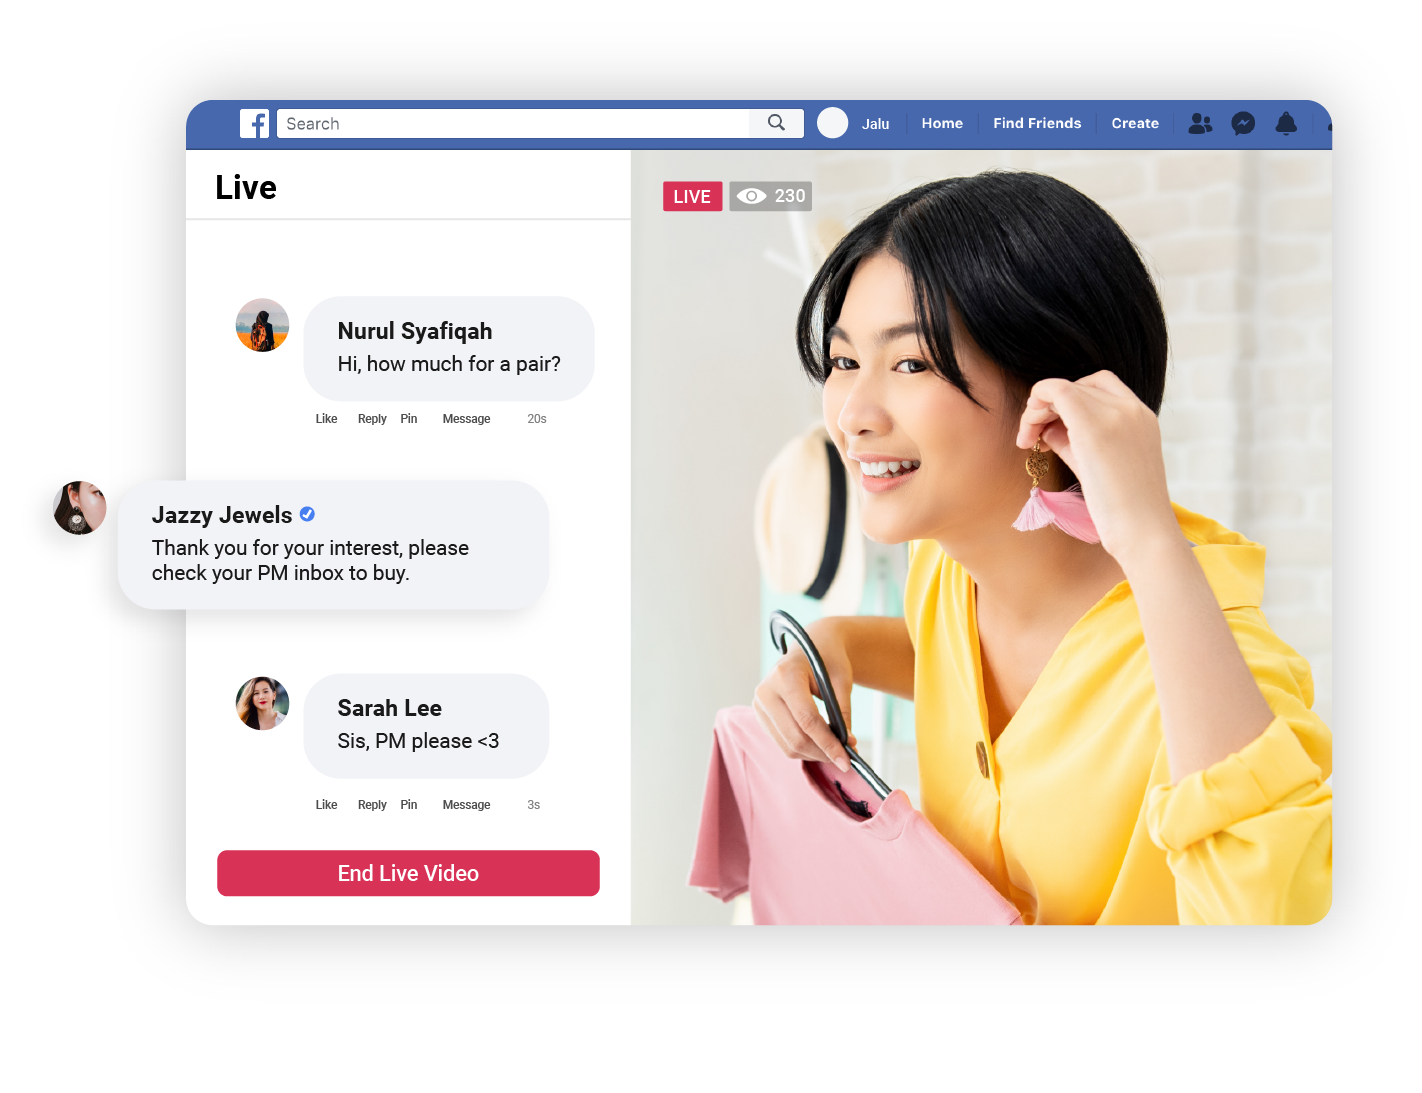 Search
Jalu
Home
Find Friends
Create
Live
LIVE
230
Nurul Syafiqah
Hi, how much for a pair?
Like Reply Pin Message 20s
Jazzy Jewels
Thank you for your interest, please
check your PM inbox to buy.
Sarah Lee
Sis, PM please <3
Like Reply Pin Message 3s
End Live Video